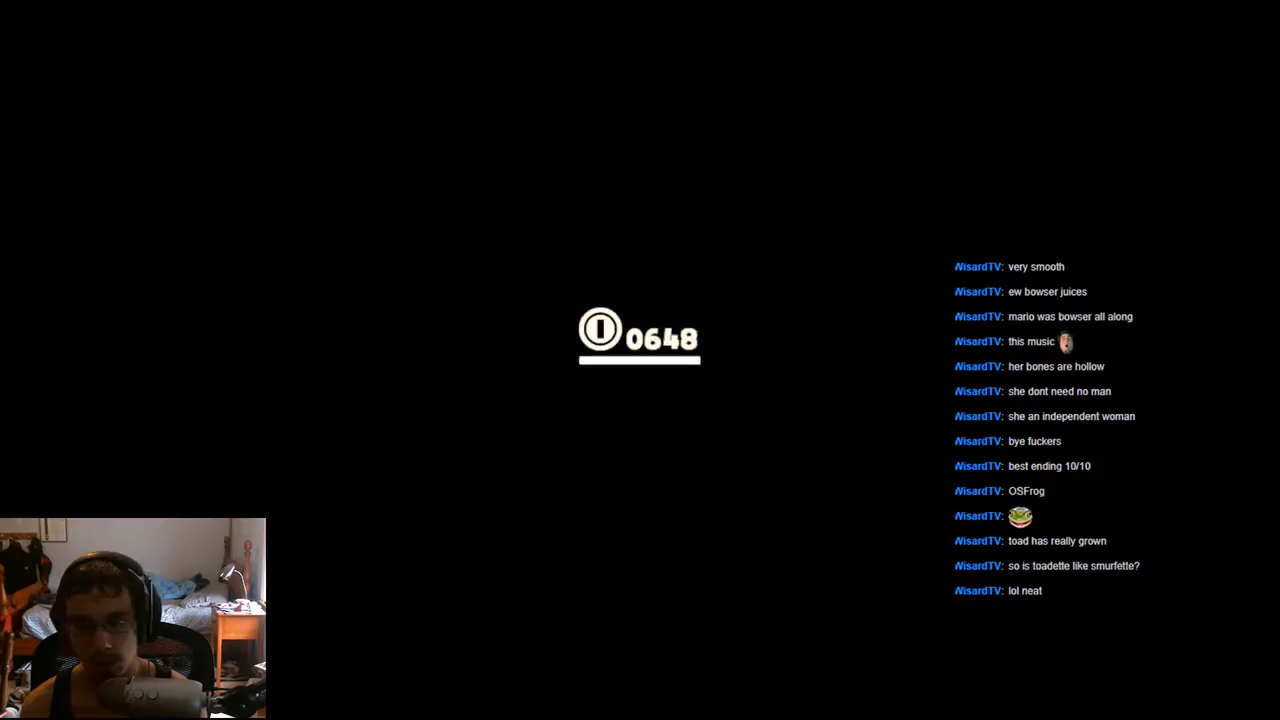 0648
WisardTV: very smooth
WisardTV: ew bowser juices
WisardTV: mario was bowser all along
WisardTV: this music
WisardTV: her bones are hollow
WisardTV: she dont need no man
WisardTV: she an independent woman
WisardTV: bye fuckers
WisardTV: best ending 10/10
WisardTV: OSFrog
WisardTV:
WisardTV: toad has really grown
WisardTV: so is toadette like smurfette?
WisardTV: lol neat